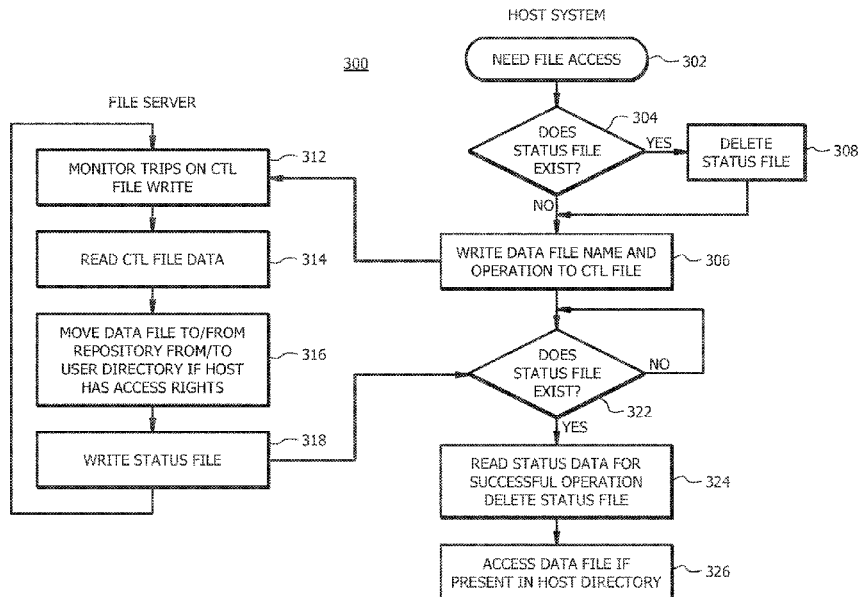 HOST SYSTEM
300
NEED FILE ACCESS
302
304
DOES
STATUS FILE
EXIST?
YES
DELETE
STATUS FILE
308
NO
WRITE DATA FILE NAME AND
OPERATION TO CTL FILE
306
DOES
STATUS FILE
EXIST?
NO
322
YES
READ STATUS DATA FOR
SUCCESSFUL OPERATION
DELETE STATUS FILE
324
ACCESS DATA FILE IF
PRESENT IN HOST DIRECTORY
326
FILE SERVER
MONITOR TRIPS ON CTL
FILE WRITE
312
READ CTL FILE DATA
314
MOVE DATA FILE TO/FROM
REPOSITORY FROM/TO
USER DIRECTORY IF HOST
HAS ACCESS RIGHTS
316
WRITE STATUS FILE
318